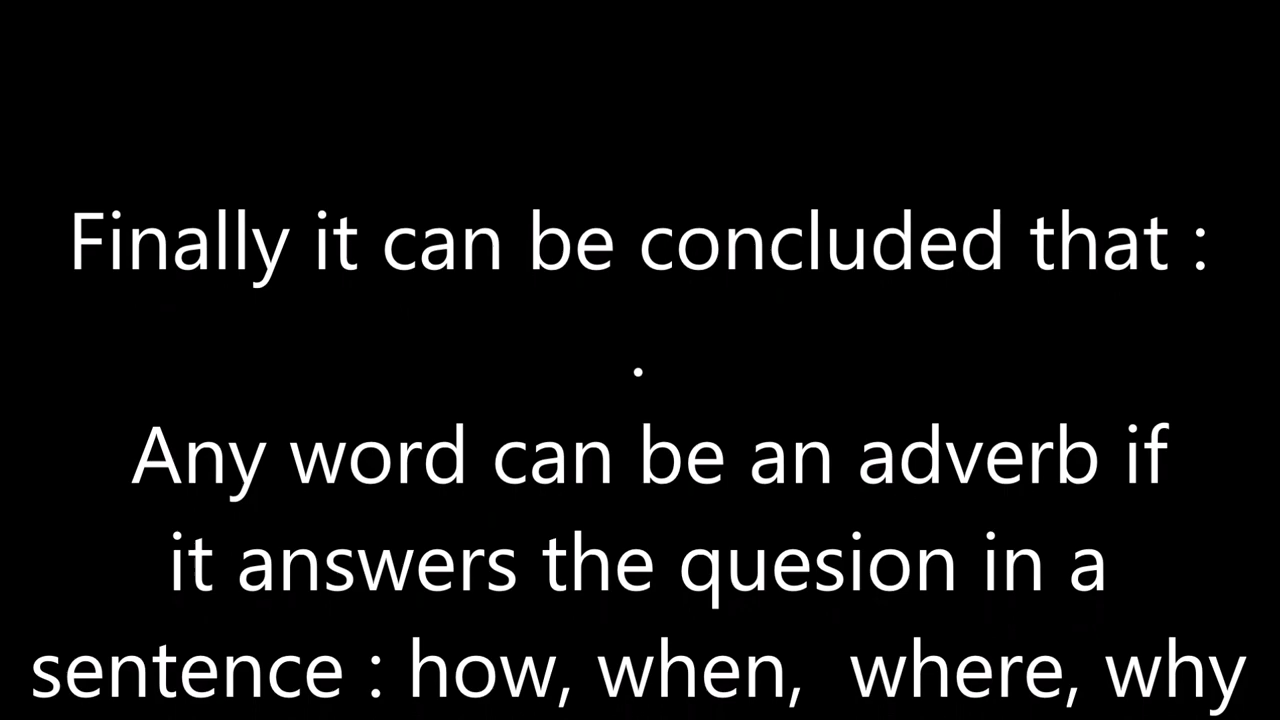 Finally it can be concluded that :
.
Any word can be an adverb if
it answers the quesion in a
sentence : how, when,  where, why